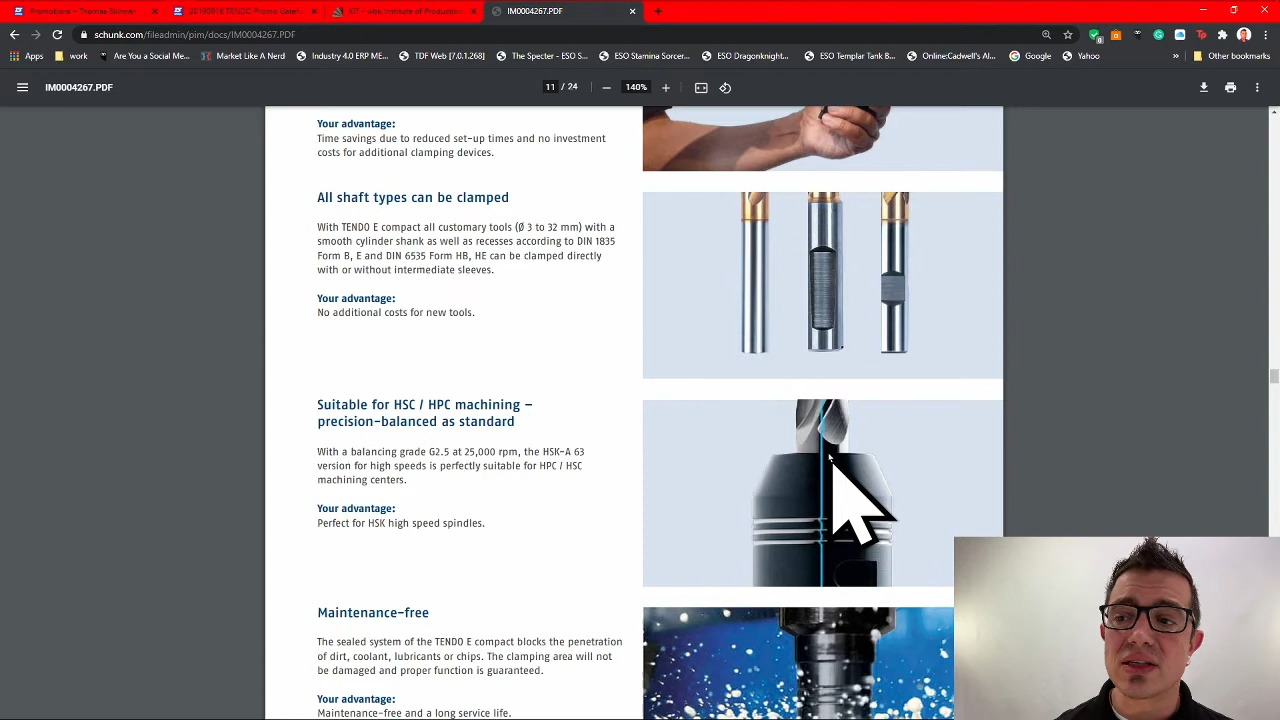 Promotions – Thomas Skinner
KIT - wbk Institute of Production
IM0004267.PDF
schunk.com/fileadmin/pim/docs/IM0004267.PDF
Apps
work
Are You a Social Me...
Market Like A Nerd
Industry 4.0 ERP ME...
TDF Web [7.0.1.268]
The Specter - ESO S...
ESO Stamina Sorcer...
ESO Dragonknight...
Online:Cadwell's Al...
Google
Yahoo
»
Other bookmarks
IM0004267.PDF
11 / 24
140%
Your advantage:
Time savings due to reduced set-up times and no investment
costs for additional clamping devices.
All shaft types can be clamped
With TENDO E compact all customary tools (Ø 3 to 32 mm) with a
smooth cylinder shank as well as recesses according to DIN 1835
Form B, E and DIN 6535 Form HB, HE can be clamped directly
with or without intermediate sleeves.
Your advantage:
No additional costs for new tools.
Suitable for HSC / HPC machining –
precision-balanced as standard
With a balancing grade G2.5 at 25,000 rpm, the HSK-A 63
version for high speeds is perfectly suitable for HPC / HSC
machining centers.
Your advantage:
Perfect for HSK high speed spindles.
Maintenance-free
The sealed system of the TENDO E compact blocks the penetration
of dirt, coolant, lubricants or chips. The clamping area will not
be damaged and proper function is guaranteed.
Your advantage:
Maintenance-free and a long service life.